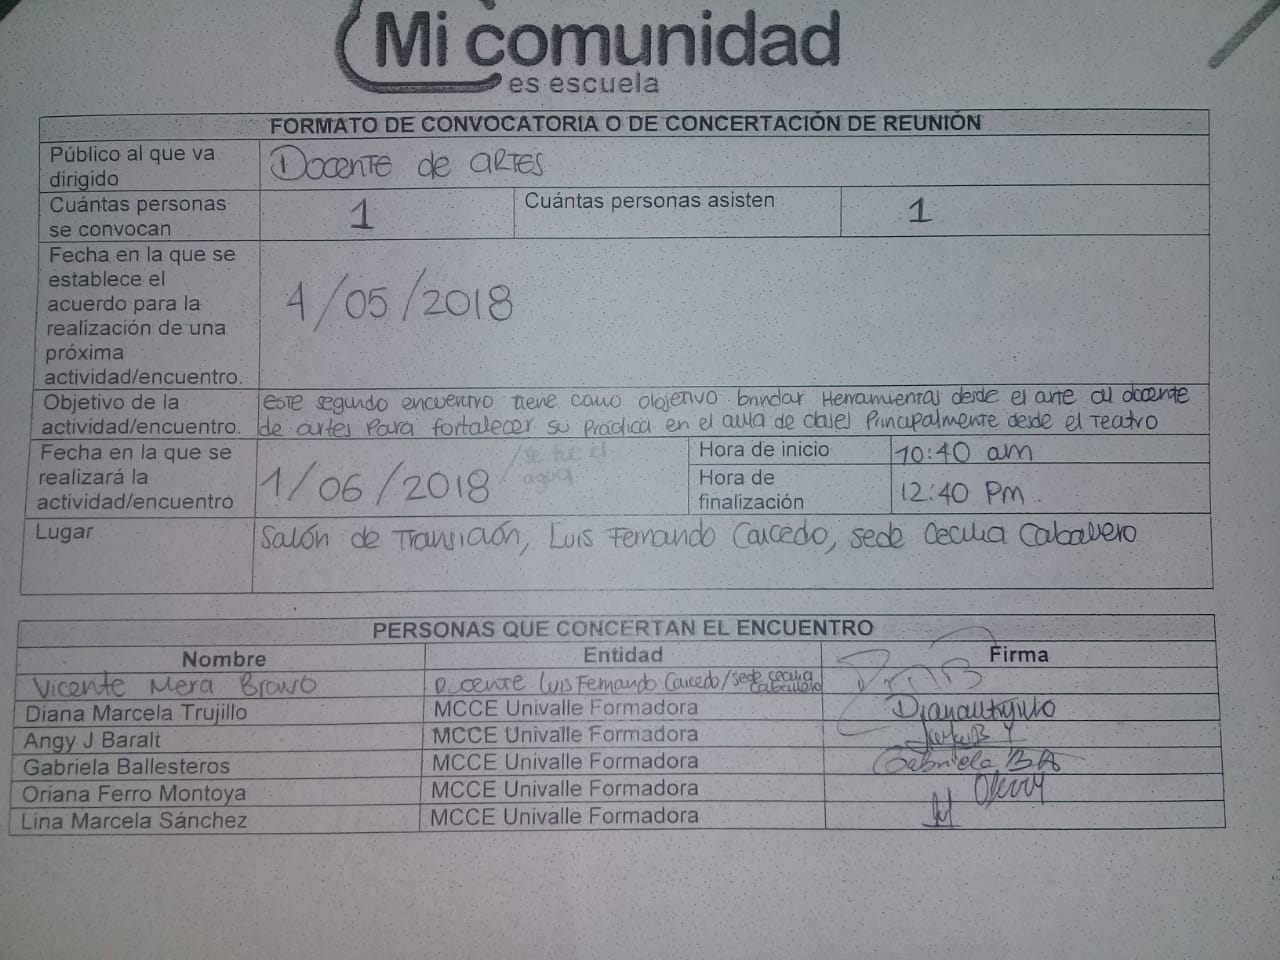 Mi comunidad
es escuela
FORMATO DE CONVOCATORIA O DE CONCERTACIÓN DE REUNIÓN
Público al que va
dirigido
Docente de artes
Cuántas personas
se convocan
1
Cuántas personas asisten
1
Fecha en la que se
establece el
acuerdo para la
realización de una
próxima
actividad/encuentro.
4/05/2018
Objetivo de la
actividad/encuentro.
Este segundo encuentro tiene como objetivo brindar Herramientas desde el arte al docente
de artes Para fortalecer su práctica en el aula de clases Principalmente desde el Teatro
Fecha en la que se
realizará la
actividad/encuentro
1/06/2018
/se fue el
agua
Hora de inicio
10:40 am
Hora de
finalización
12:40 Pm
Lugar
Salón de Transición, Luis Fernando Caicedo, sede Cecilia Caballero
PERSONAS QUE CONCERTAN EL ENCUENTRO
Nombre Entidad Firma
Vicente Mera Bravo Docente Luis Fernando Caicedo/sede cecilia caballero
Diana Marcela Trujillo MCCE Univalle Formadora
Angy J Baralt MCCE Univalle Formadora
Gabriela Ballesteros MCCE Univalle Formadora Gabriela BA
Oriana Ferro Montoya MCCE Univalle Formadora
Lina Marcela Sánchez MCCE Univalle Formadora